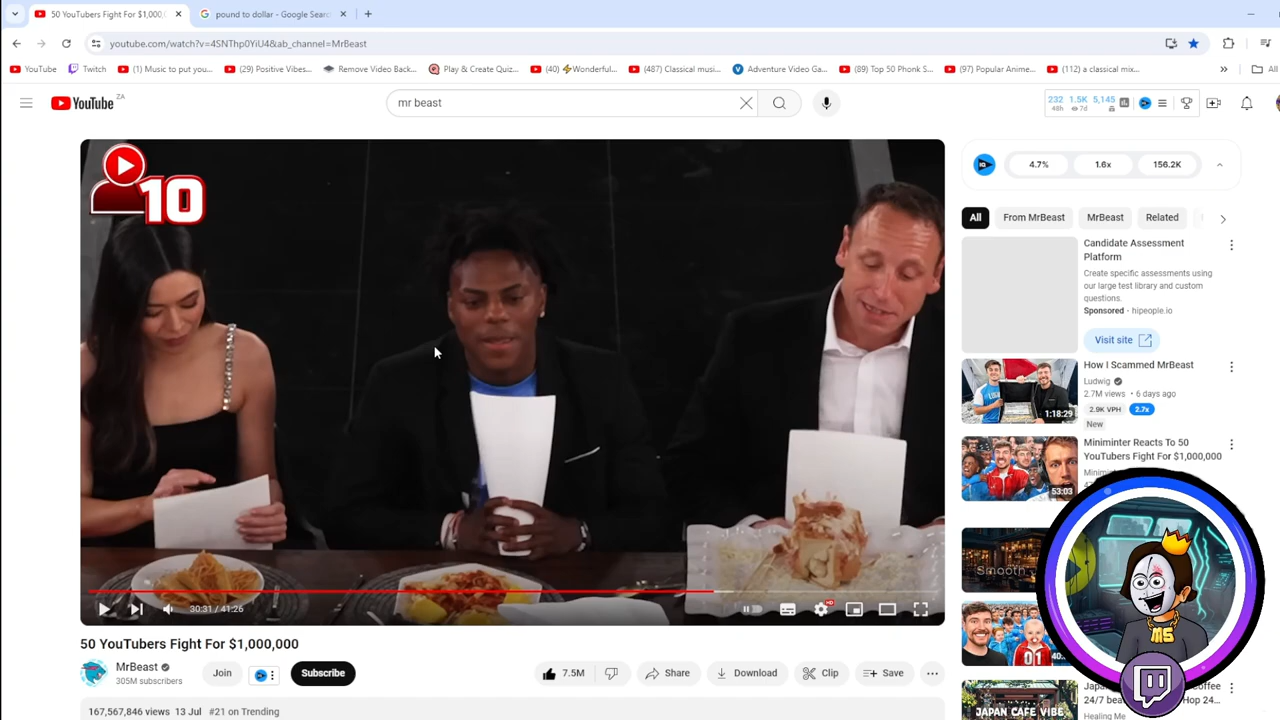 50 YouTubers Fight For $1,000,0
pound to dollar - Google Searc
youtube.com/watch?v=4SNThp0YiU4&ab_channel=MrBeast
YouTube
Twitch
(1) Music to put you...
(29) Positive Vibes...
Remove Video Back...
Play & Create Quiz...
(40) ⚡Wonderful...
(487) Classical musi...
Adventure Video Ga...
(89) Top 50 Phonk S...
(97) Popular Anime...
(112) a classical mix...
»
All
YouTube ZA
mr beast
232 1.5K 5,145
48h 7d
10
4.7% 1.6x 156.2K
All From MrBeast MrBeast Related
Candidate Assessment
Platform
Create specific assessments using
our large test library and custom
questions.
Sponsored · hipeople.io
Visit site
How I Scammed MrBeast
Ludwig
2.7M views • 6 days ago
2.9K VPH 2.7x
New
1:18:29
Miniminter Reacts To 50
YouTubers Fight For $1,000,000
53:03
Smooth
01
MS
JAPAN CAFE VIBE
Healing Me
30:31 / 41:26
HD
50 YouTubers Fight For $1,000,000
MrBeast
305M subscribers
Join
Subscribe
7.5M
Share
Download
Clip
Save
167,567,846 views 13 Jul #21 on Trending